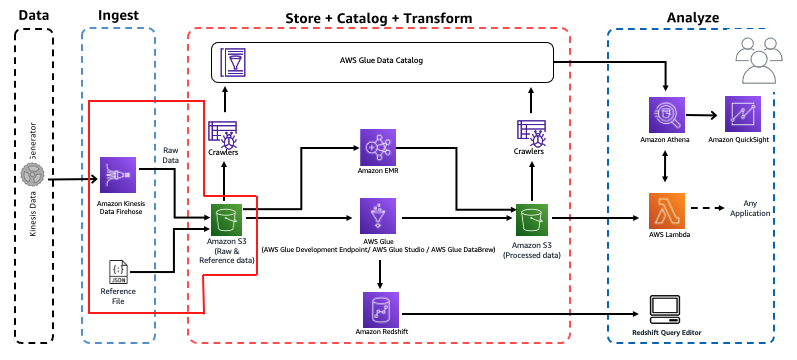 Data
Ingest
Store + Catalog + Transform
Analyze
Kinesis Data Generator
Raw
Data
Amazon Kinesis
Data Firehose
{:}
JSON
Reference
File
AWS Glue Data Catalog
Crawlers
Crawlers
Amazon S3
(Raw &
Reference data)
Amazon EMR
AWS Glue
(AWS Glue Development Endpoint/ AWS Glue Studio / AWS Glue DataBrew)
Amazon S3
(Processed data)
Amazon Redshift
Amazon Athena
Amazon QuickSight
AWS Lambda
Any
Application
Redshift Query Editor